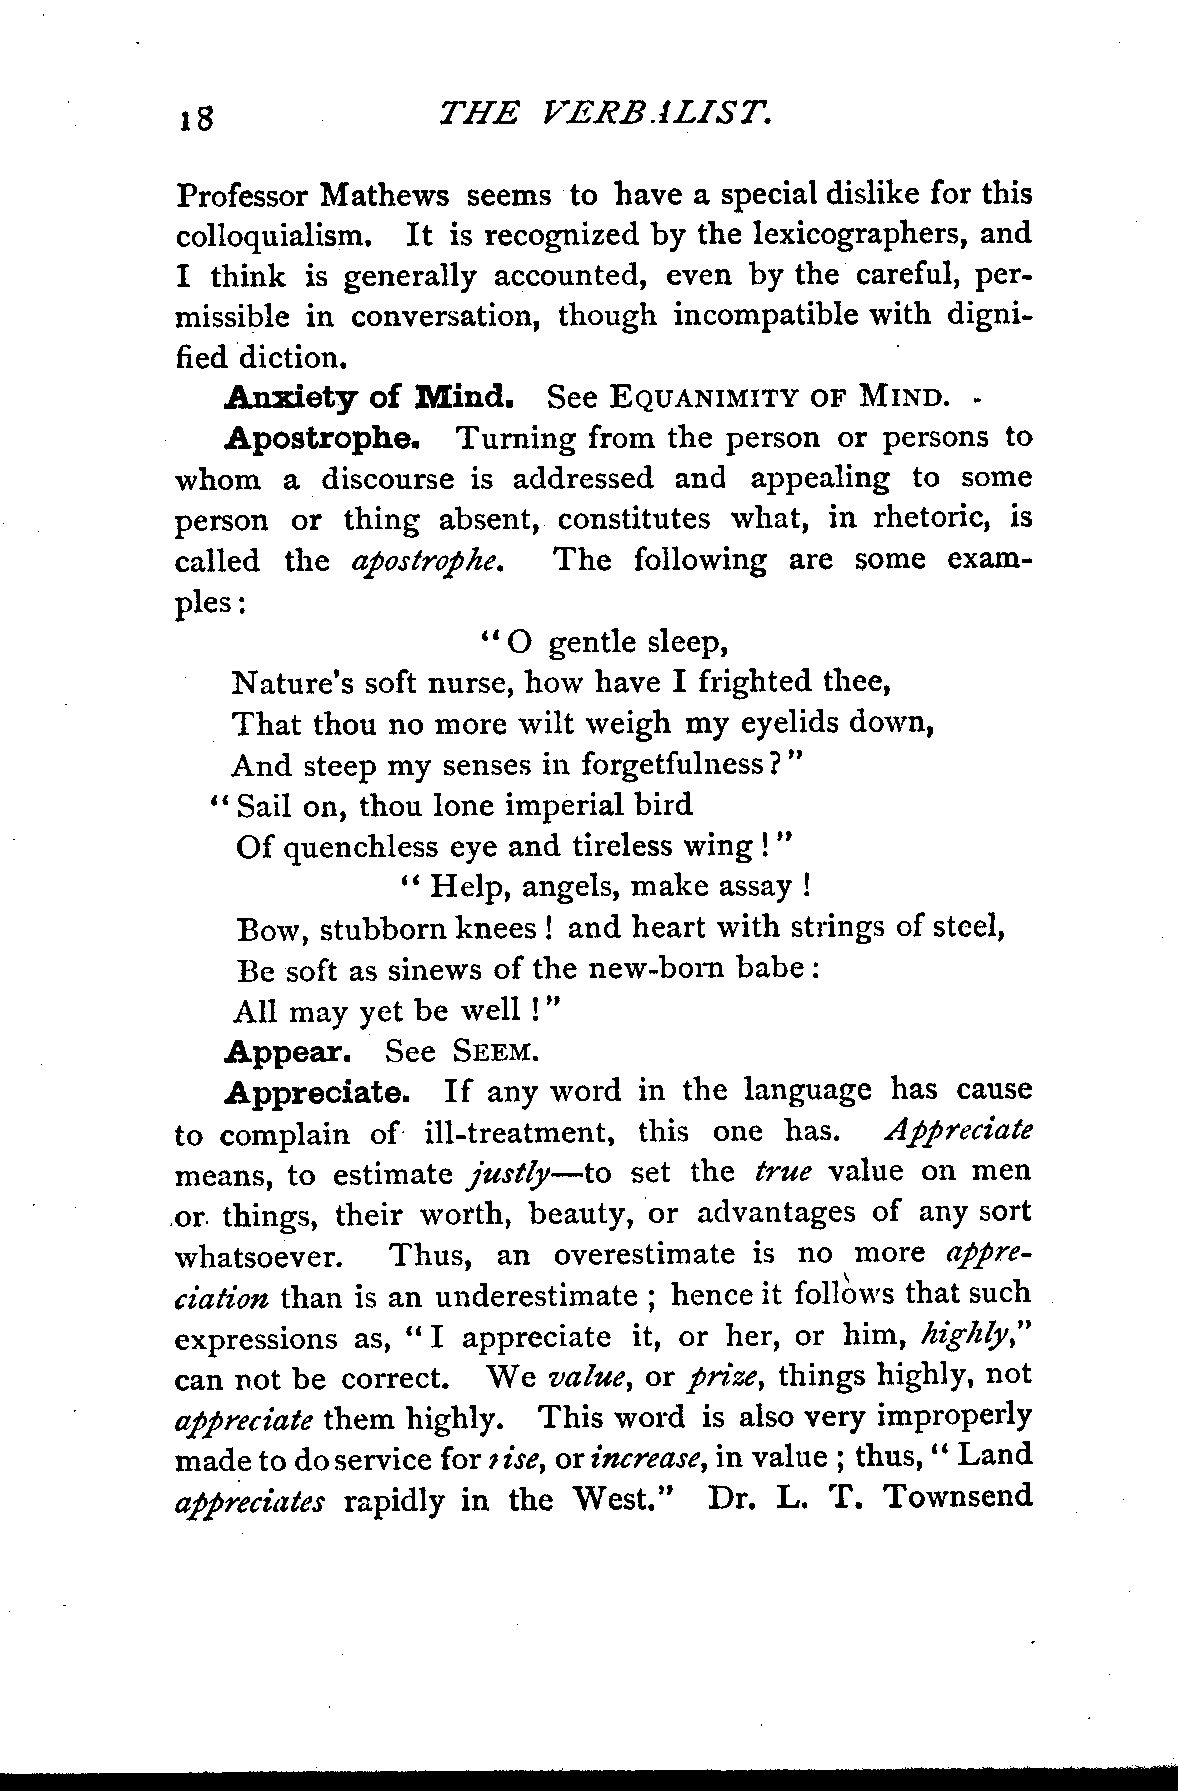 18 THE VERBALIST.
Professor Mathews seems to have a special dislike for this
colloquialism. It is recognized by the lexicographers, and
I think is generally accounted, even by the careful, per-
missible in conversation, though incompatible with digni-
fied diction.
Anxiety of Mind. See EQUANIMITY OF MIND.
Apostrophe. Turning from the person or persons to
whom a discourse is addressed and appealing to some
person or thing absent, constitutes what, in rhetoric, is
called the apostrophe. The following are some exam-
ples:
"O gentle sleep,
Nature's soft nurse, how have I frighted thee,
That thou no more wilt weigh my eyelids down,
And steep my senses in forgetfulness?"
"Sail on, thou lone imperial bird
Of quenchless eye and tireless wing!"
"Help, angels, make assay!
Bow, stubborn knees! and heart with strings of steel,
Be soft as sinews of the new-born babe:
All may yet be well!"
Appear. See SEEM.
Appreciate. If any word in the language has cause
to complain of ill-treatment, this one has. Appreciate
means, to estimate justly—to set the true value on men
or things, their worth, beauty, or advantages of any sort
whatsoever. Thus, an overestimate is no more appre-
ciation than is an underestimate; hence it follows that such
expressions as, "I appreciate it, or her, or him, highly,"
can not be correct. We value, or prize, things highly, not
appreciate them highly. This word is also very improperly
made to do service for rise, or increase, in value; thus, "Land
appreciates rapidly in the West." Dr. L. T. Townsend